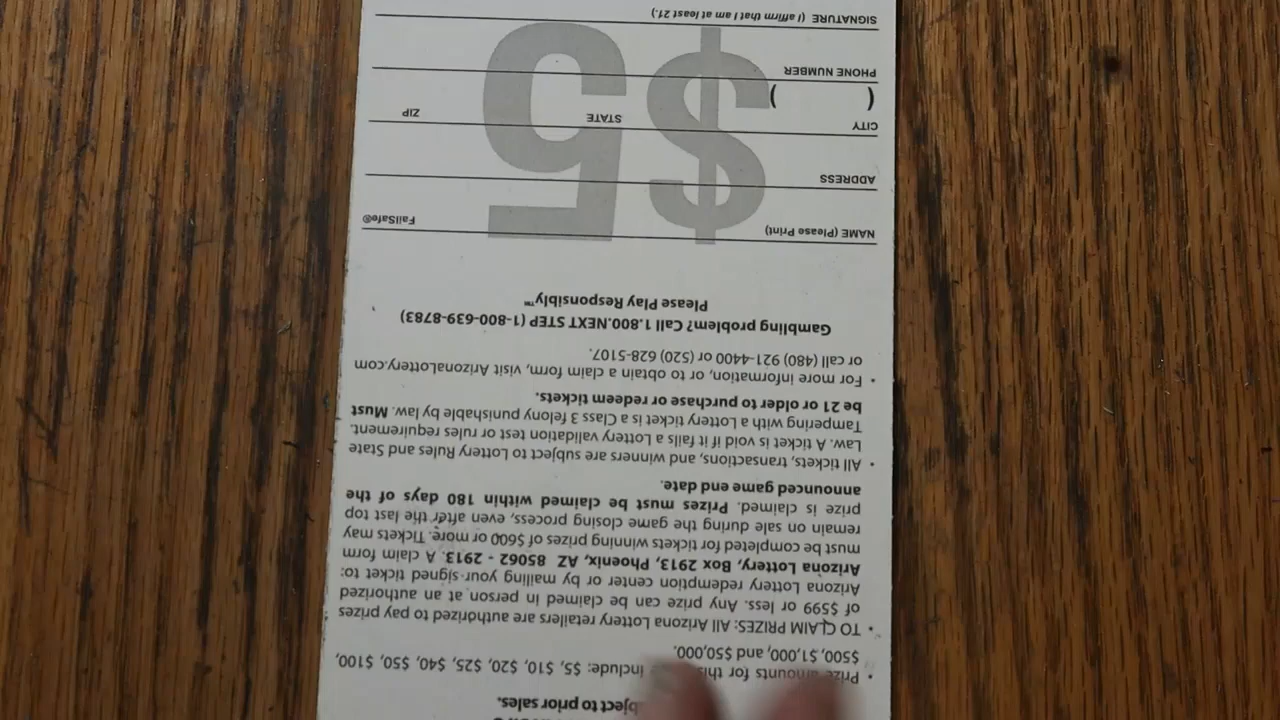 bject to prior sales.
• Prize amounts for this include: $5, $10, $20, $25, $40, $50, $100,
$500, $1,000, and $50,000.
• TO CLAIM PRIZES: All Arizona Lottery retailers are authorized to pay prizes
of $599 or less. Any prize can be claimed in person at an authorized
Arizona Lottery redemption center or by mailing your signed ticket to:
Arizona Lottery, Box 2913, Phoenix, AZ 85062 - 2913. A claim form
must be completed for tickets winning prizes of $600 or more. Tickets may
remain on sale during the game closing process, even after the last top
prize is claimed. Prizes must be claimed within 180 days of the
announced game end date.
• All tickets, transactions, and winners are subject to Lottery Rules and State
Law. A ticket is void if it fails a Lottery validation test or rules requirement.
Tampering with a Lottery ticket is a Class 3 felony punishable by law. Must
be 21 or older to purchase or redeem tickets.
• For more information, or to obtain a claim form, visit ArizonaLottery.com
or call (480) 921-4400 or (520) 628-5107.
Gambling problem? Call 1.800.NEXT STEP (1-800-639-8783)
Please Play Responsibly™
NAME (Please Print) FailSafe®
$5
ADDRESS
CITY STATE ZIP
( )
PHONE NUMBER
SIGNATURE (I affirm that I am at least 21.)